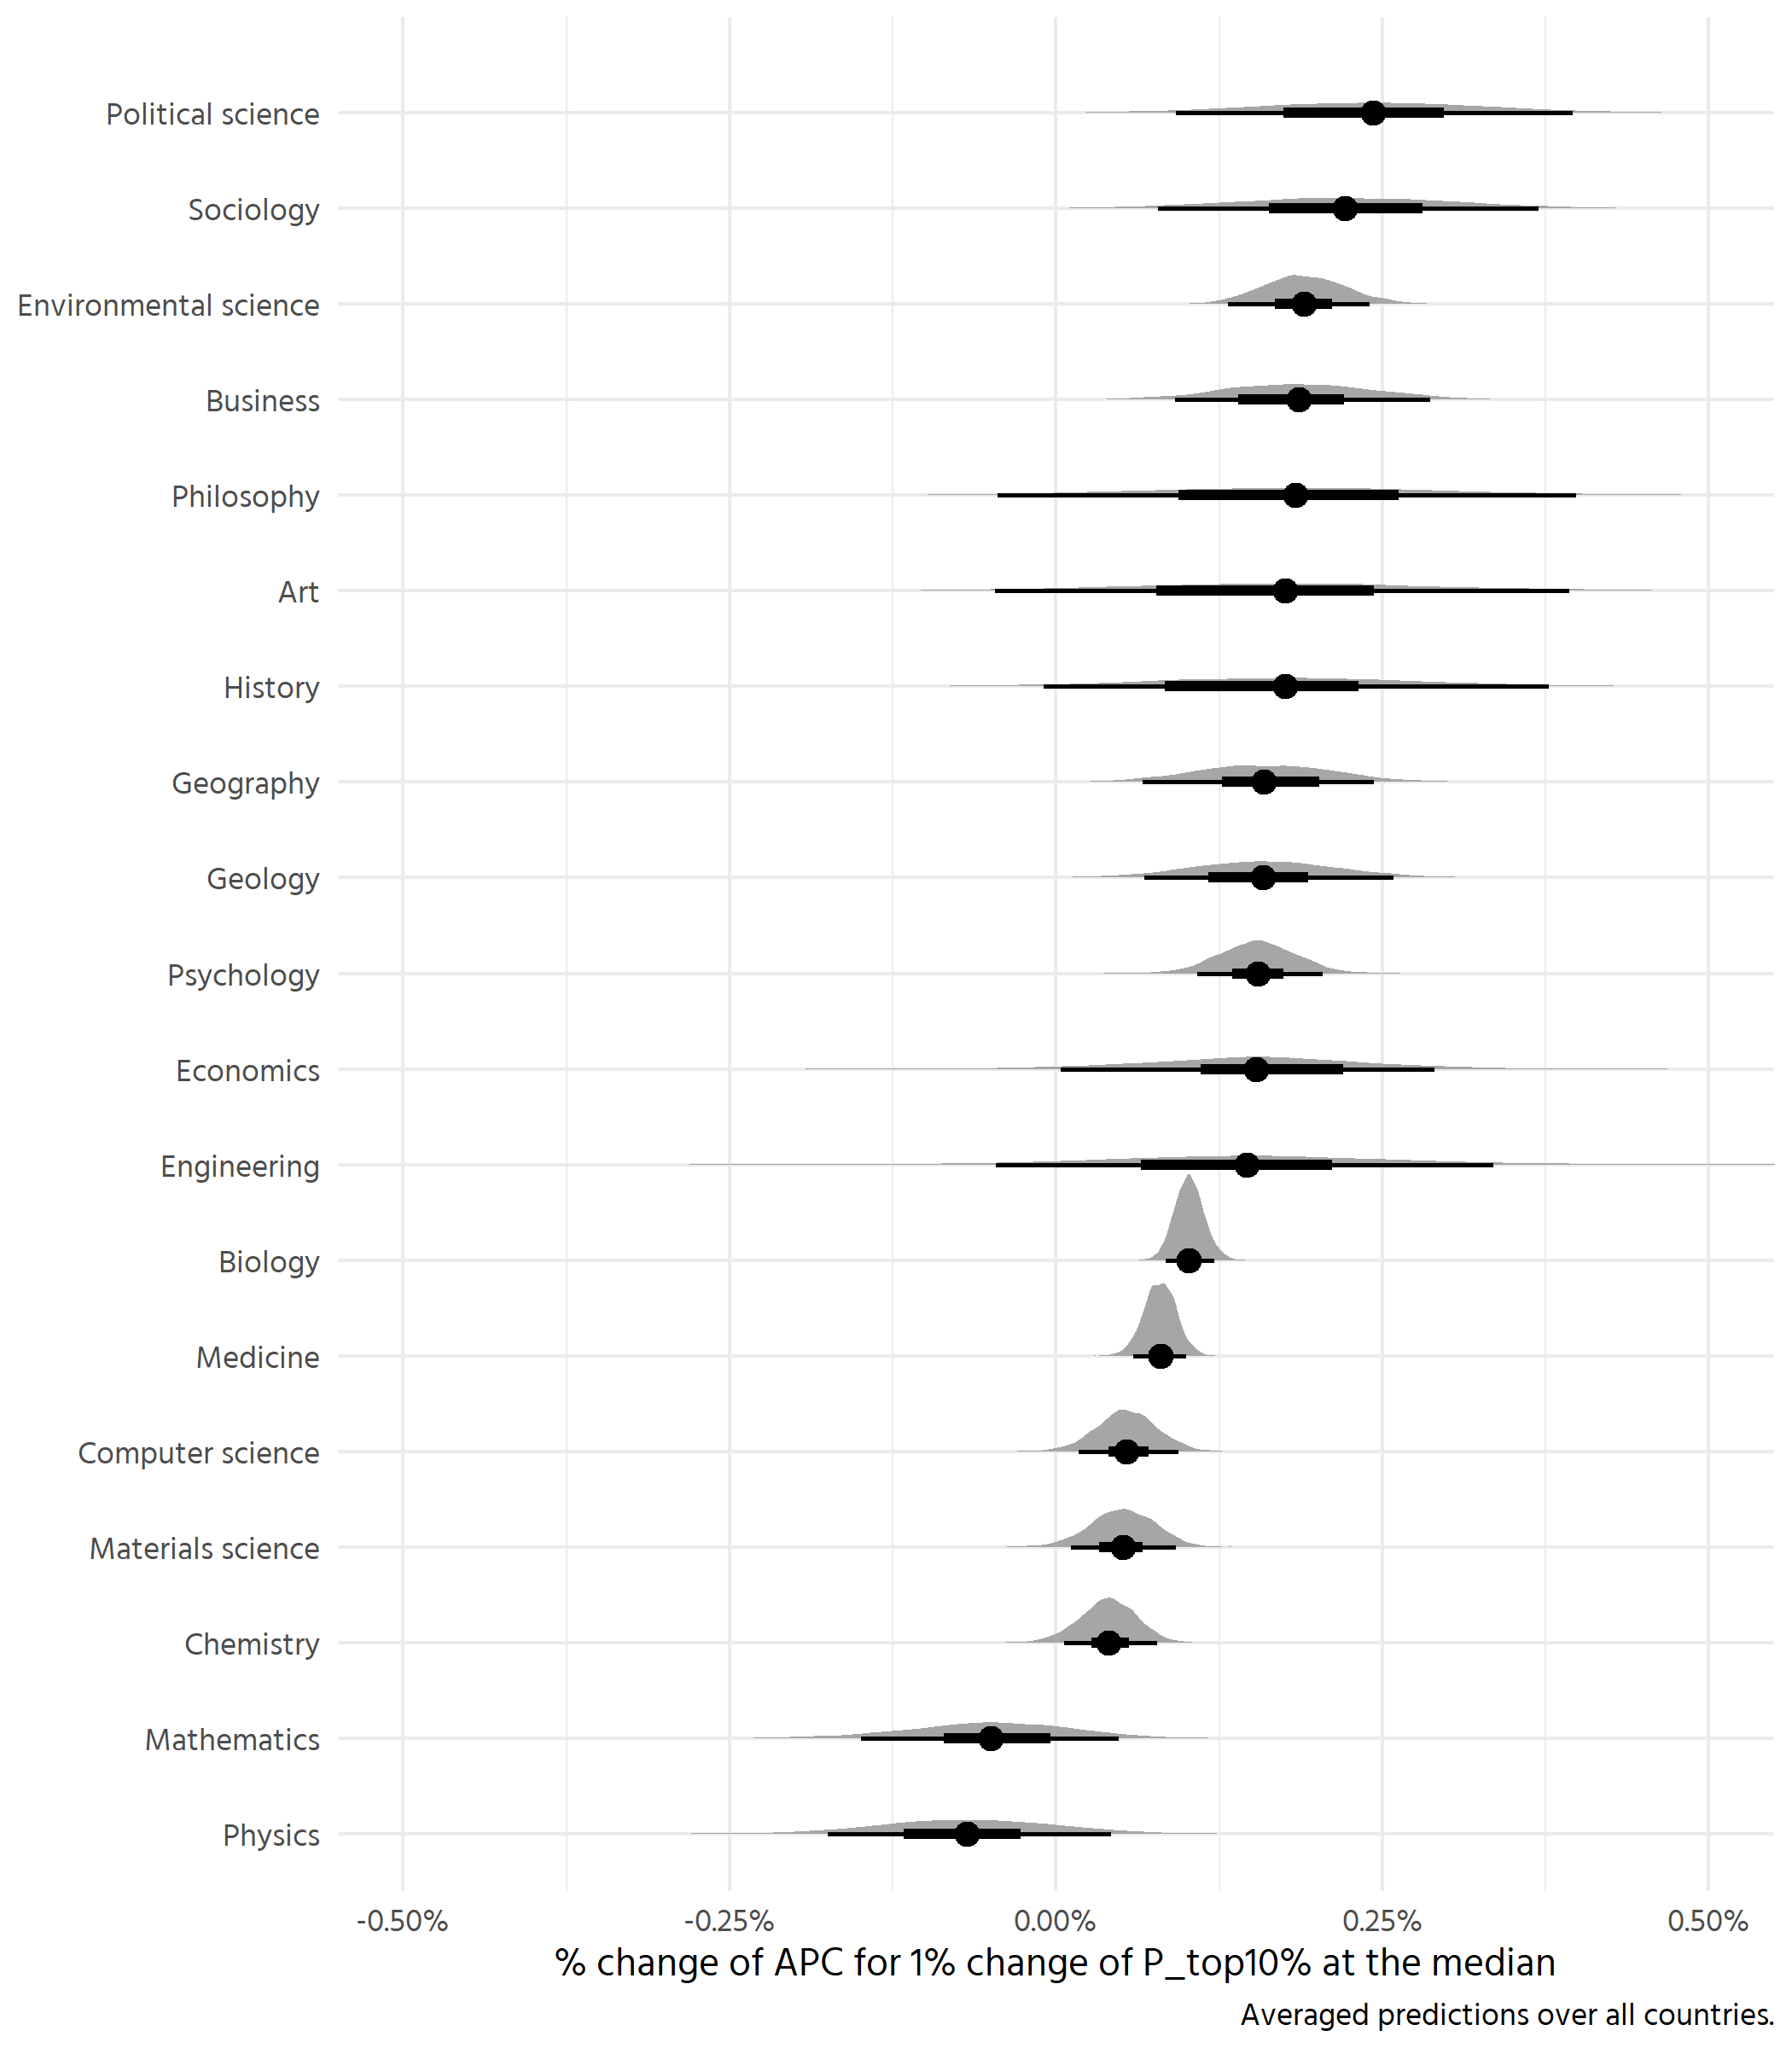 Political science
Sociology
Environmental science
Business
Philosophy
Art
History
Geography
Geology
Psychology
Economics
Engineering
Biology
Medicine
Computer science
Materials science
Chemistry
Mathematics
Physics
-0.50% -0.25% 0.00% 0.25% 0.50%
% change of APC for 1% change of P_top10% at the median
Averaged predictions over all countries.